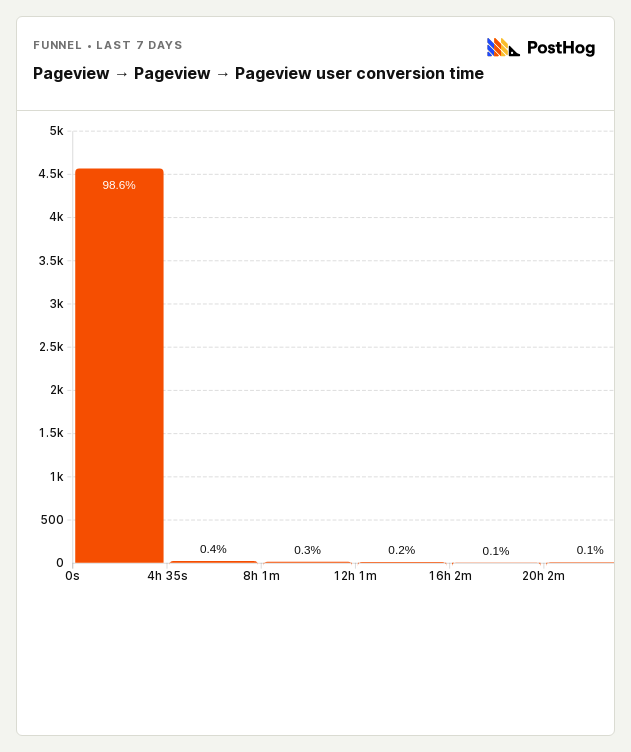 FUNNEL • LAST 7 DAYS
PostHog
Pageview → Pageview → Pageview user conversion time
5k
4.5k
98.6%
4k
3.5k
3k
2.5k
2k
1.5k
1k
500
0.4%
0.3%
0.2%
0.1%
0.1%
0
0s
4h 35s
8h 1m
12h 1m
16h 2m
20h 2m